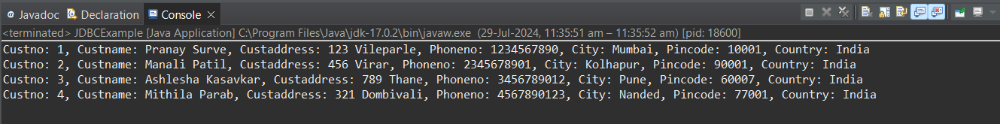 @ Javadoc Declaration Console ×
<terminated> JDBCExample [Java Application] C:\Program Files\Java\jdk-17.0.2\bin\javaw.exe (29-Jul-2024, 11:35:51 am – 11:35:52 am) [pid: 18600]
Custno: 1, Custname: Pranay Surve, Custaddress: 123 Vileparle, Phoneno: 1234567890, City: Mumbai, Pincode: 10001, Country: India
Custno: 2, Custname: Manali Patil, Custaddress: 456 Virar, Phoneno: 2345678901, City: Kolhapur, Pincode: 90001, Country: India
Custno: 3, Custname: Ashlesha Kasavkar, Custaddress: 789 Thane, Phoneno: 3456789012, City: Pune, Pincode: 60007, Country: India
Custno: 4, Custname: Mithila Parab, Custaddress: 321 Dombivali, Phoneno: 4567890123, City: Nanded, Pincode: 77001, Country: India